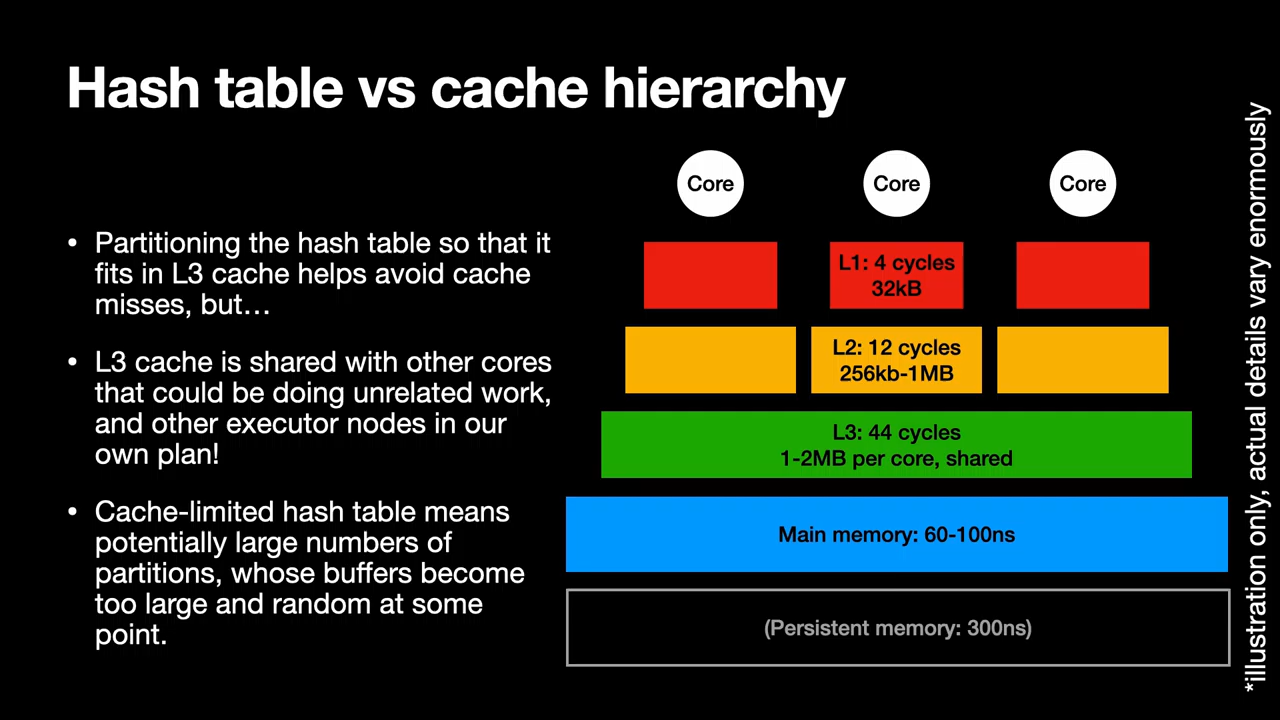 Hash table vs cache hierarchy
• Partitioning the hash table so that it
fits in L3 cache helps avoid cache
misses, but…
• L3 cache is shared with other cores
that could be doing unrelated work,
and other executor nodes in our
own plan!
• Cache-limited hash table means
potentially large numbers of
partitions, whose buffers become
too large and random at some
point.
Core
Core
Core
L1: 4 cycles
32kB
L2: 12 cycles
256kb-1MB
L3: 44 cycles
1-2MB per core, shared
Main memory: 60-100ns
(Persistent memory: 300ns)
*illustration only, actual details vary enormously